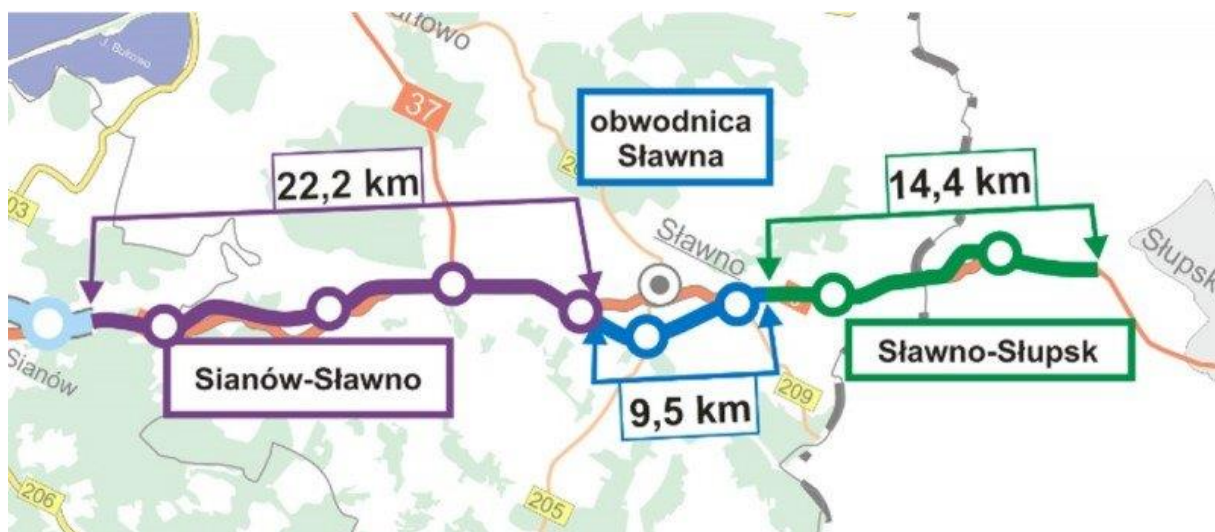 J. Bukowo
37
obwodnica
Sławna
22,2 km
14,4 km
Sławno
Słupsk
Sianów
Sianów-Sławno
Sławno-Słupsk
9,5 km
209
206
205